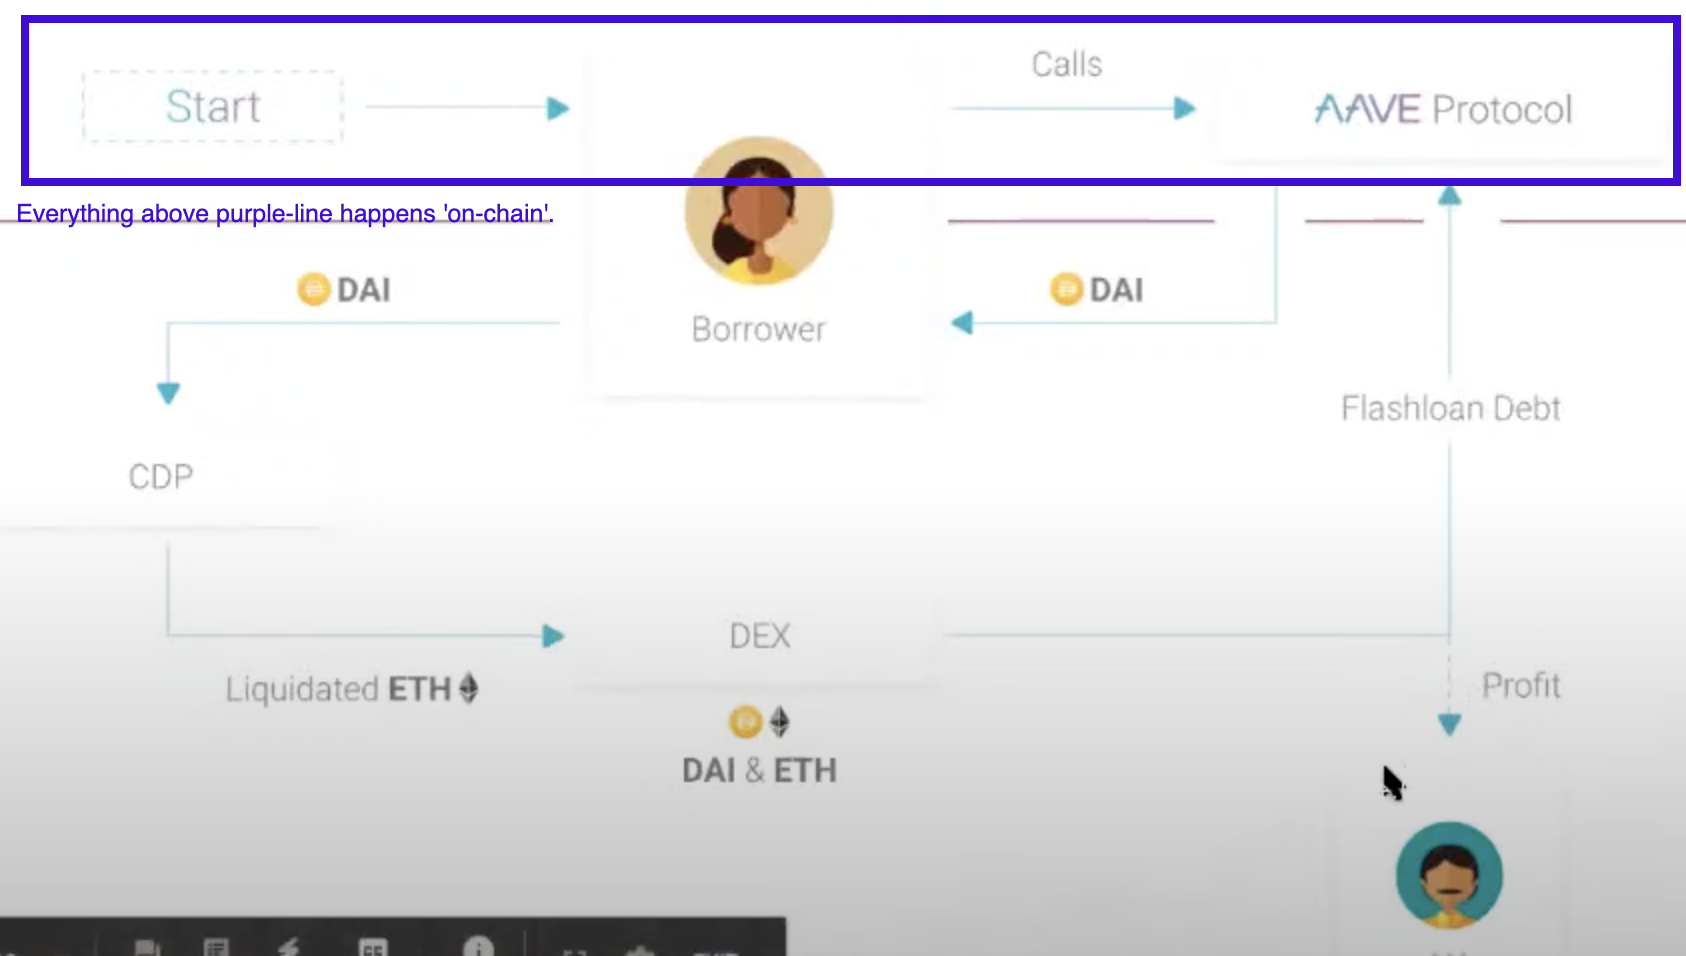 Calls
Start
AAVE Protocol
Everything above purple-line happens 'on-chain'.
DAI
DAI
Borrower
Flashloan Debt
CDP
DEX
Liquidated ETH
Profit
DAI & ETH